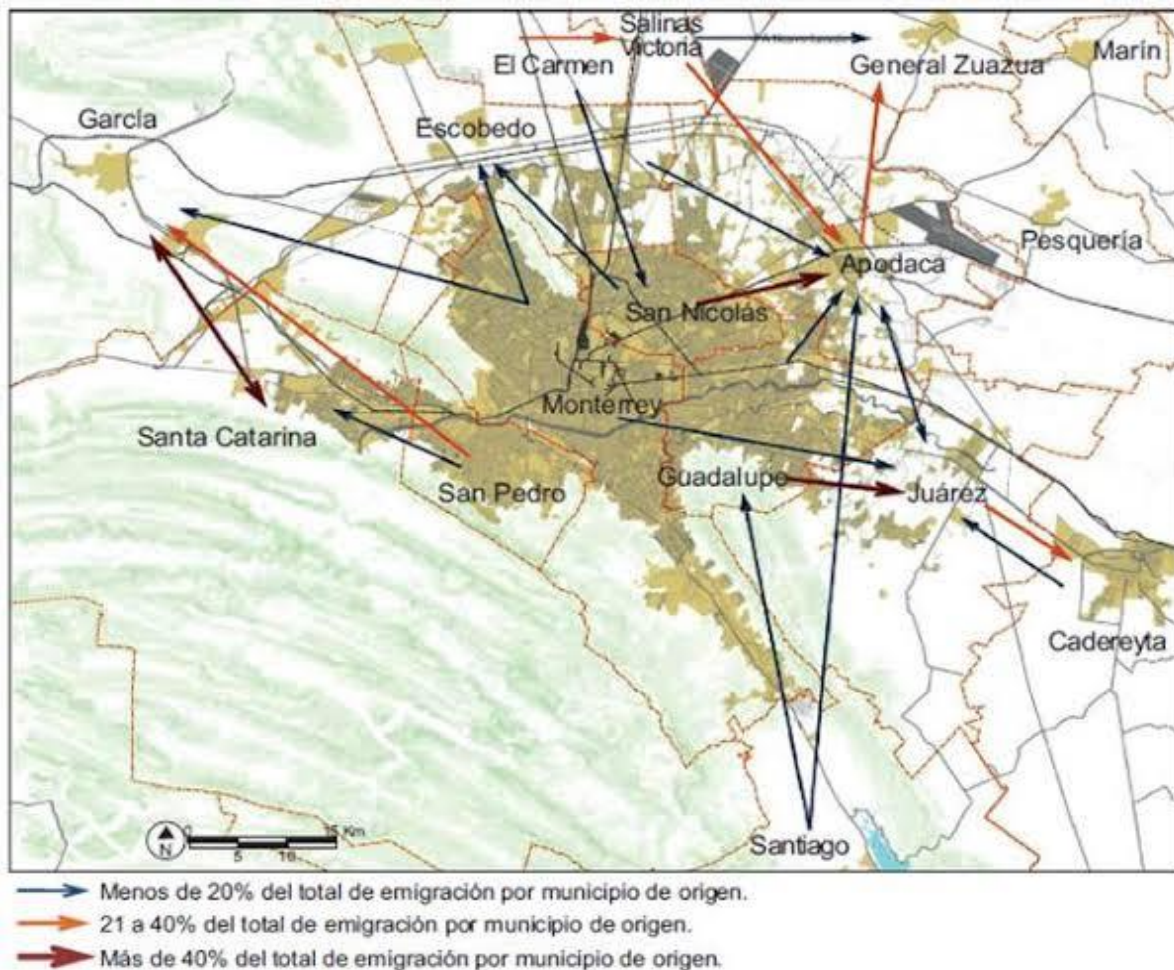 Salinas
Victoria
El Carmen
General Zuazua
Marín
García
Escobedo
Pesquería
Apodaca
San Nicolás
Monterrey
Santa Catarina
San Pedro
Guadalupe
Juárez
Cadereyta
Santiago
N
0 5 10 15 Km
Menos de 20% del total de emigración por municipio de origen.
21 a 40% del total de emigración por municipio de origen.
Más de 40% del total de emigración por municipio de origen.